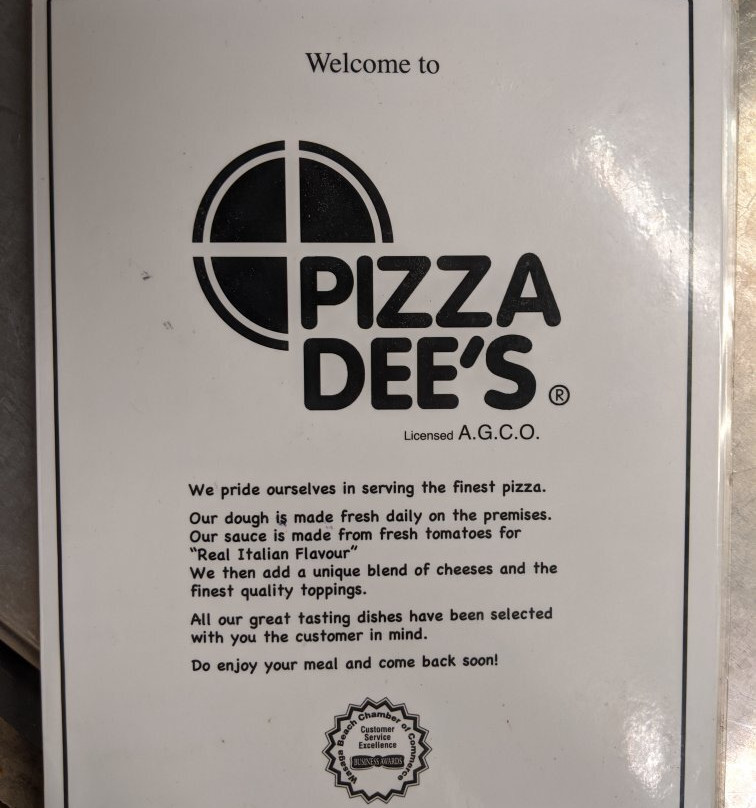 Welcome to
PIZZA
DEE'S ®
Licensed A.G.C.O.
We pride ourselves in serving the finest pizza.
Our dough is made fresh daily on the premises.
Our sauce is made from fresh tomatoes for
“Real Italian Flavour”
We then add a unique blend of cheeses and the
finest quality toppings.
All our great tasting dishes have been selected
with you the customer in mind.
Do enjoy your meal and come back soon!
Wasaga Beach Chamber of Commerce
Customer
Service
Excellence
BUSINESS AWARDS